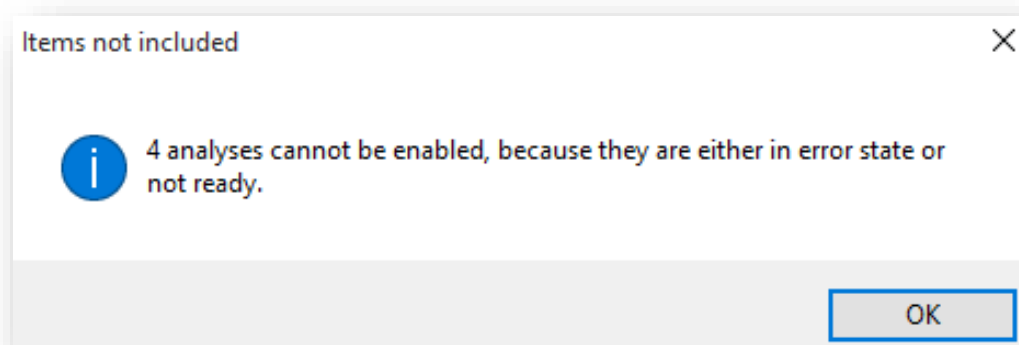 Items not included
4 analyses cannot be enabled, because they are either in error state or
not ready.
OK